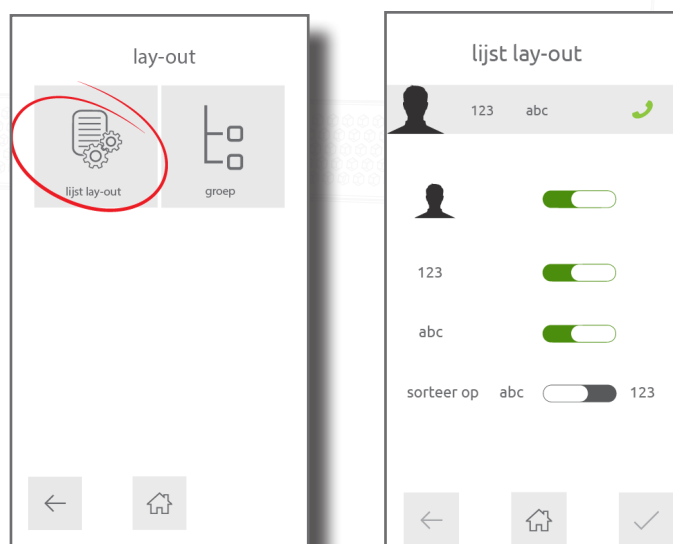 lay-out
lijst lay-out
groep
lijst lay-out
123 abc
123
abc
sorteer op abc 123